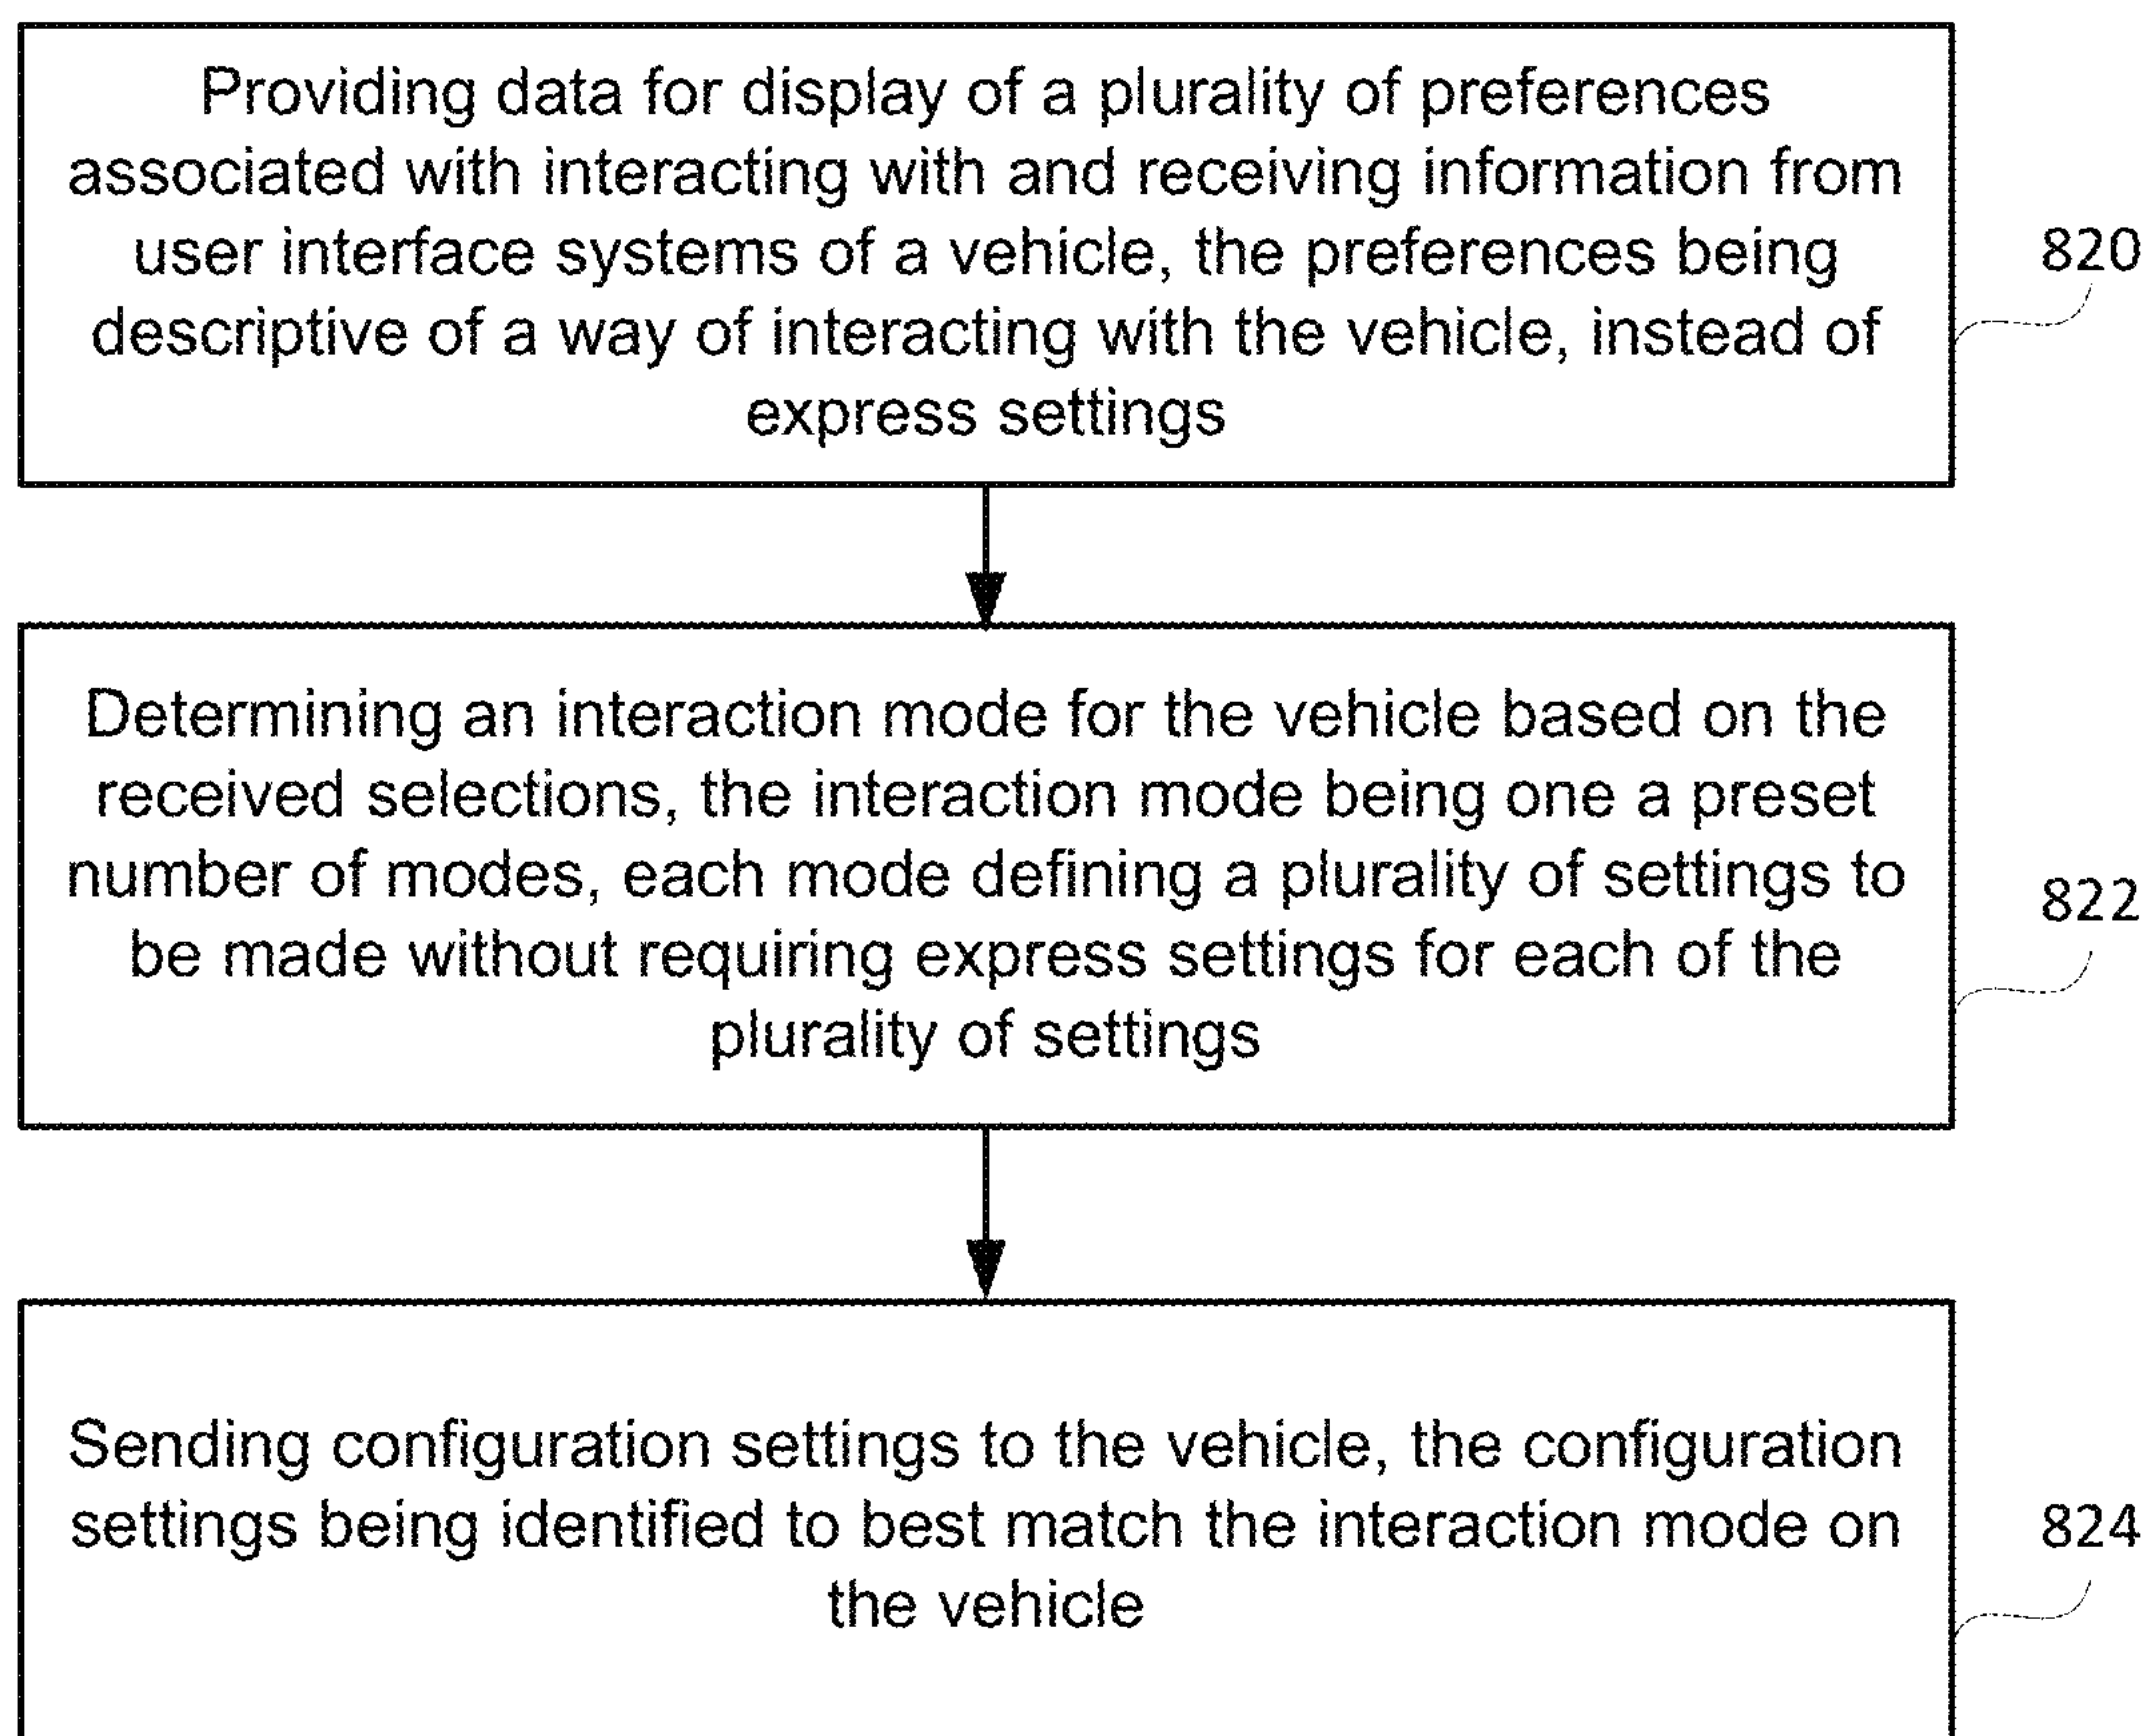 Providing data for display of a plurality of preferences
associated with interacting with and receiving information from
user interface systems of a vehicle, the preferences being
descriptive of a way of interacting with the vehicle, instead of
express settings
820
Determining an interaction mode for the vehicle based on the
received selections, the interaction mode being one a preset
number of modes, each mode defining a plurality of settings to
be made without requiring express settings for each of the
plurality of settings
822
Sending configuration settings to the vehicle, the configuration
settings being identified to best match the interaction mode on
the vehicle
824